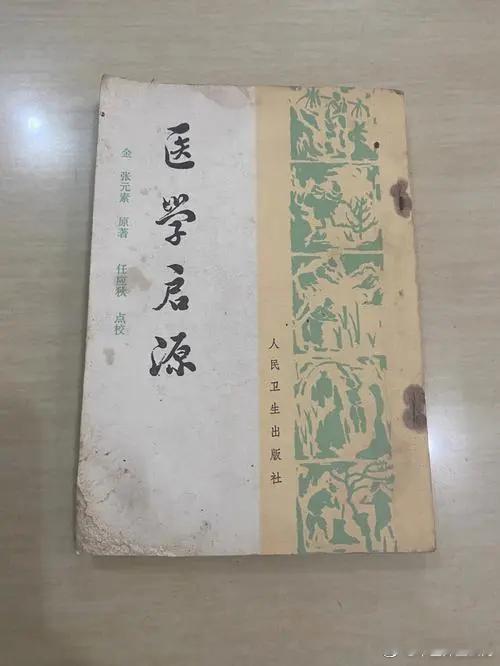 医学启源
金 张元素 原著 任应秋 点校
人民卫生出版社